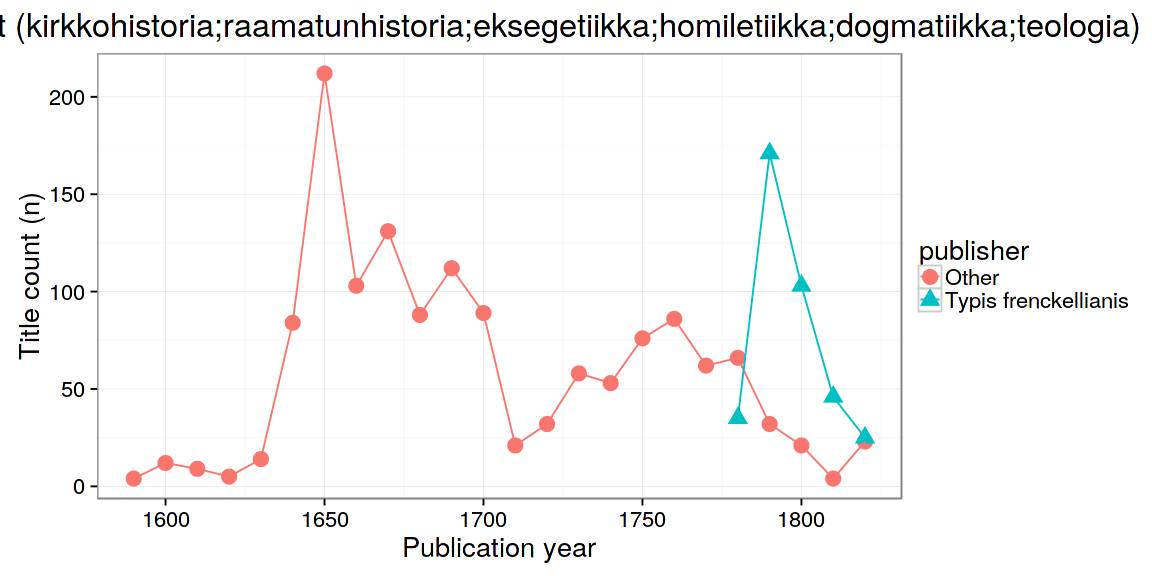 t (kirkkohistoria;raamatunhistoria;eksegetiikka;homiletiikka;dogmatiikka;teologia)
200
150
100
50
0
Title count (n)
1600 1650 1700 1750 1800
Publication year
publisher
Other
Typis frenckellianis